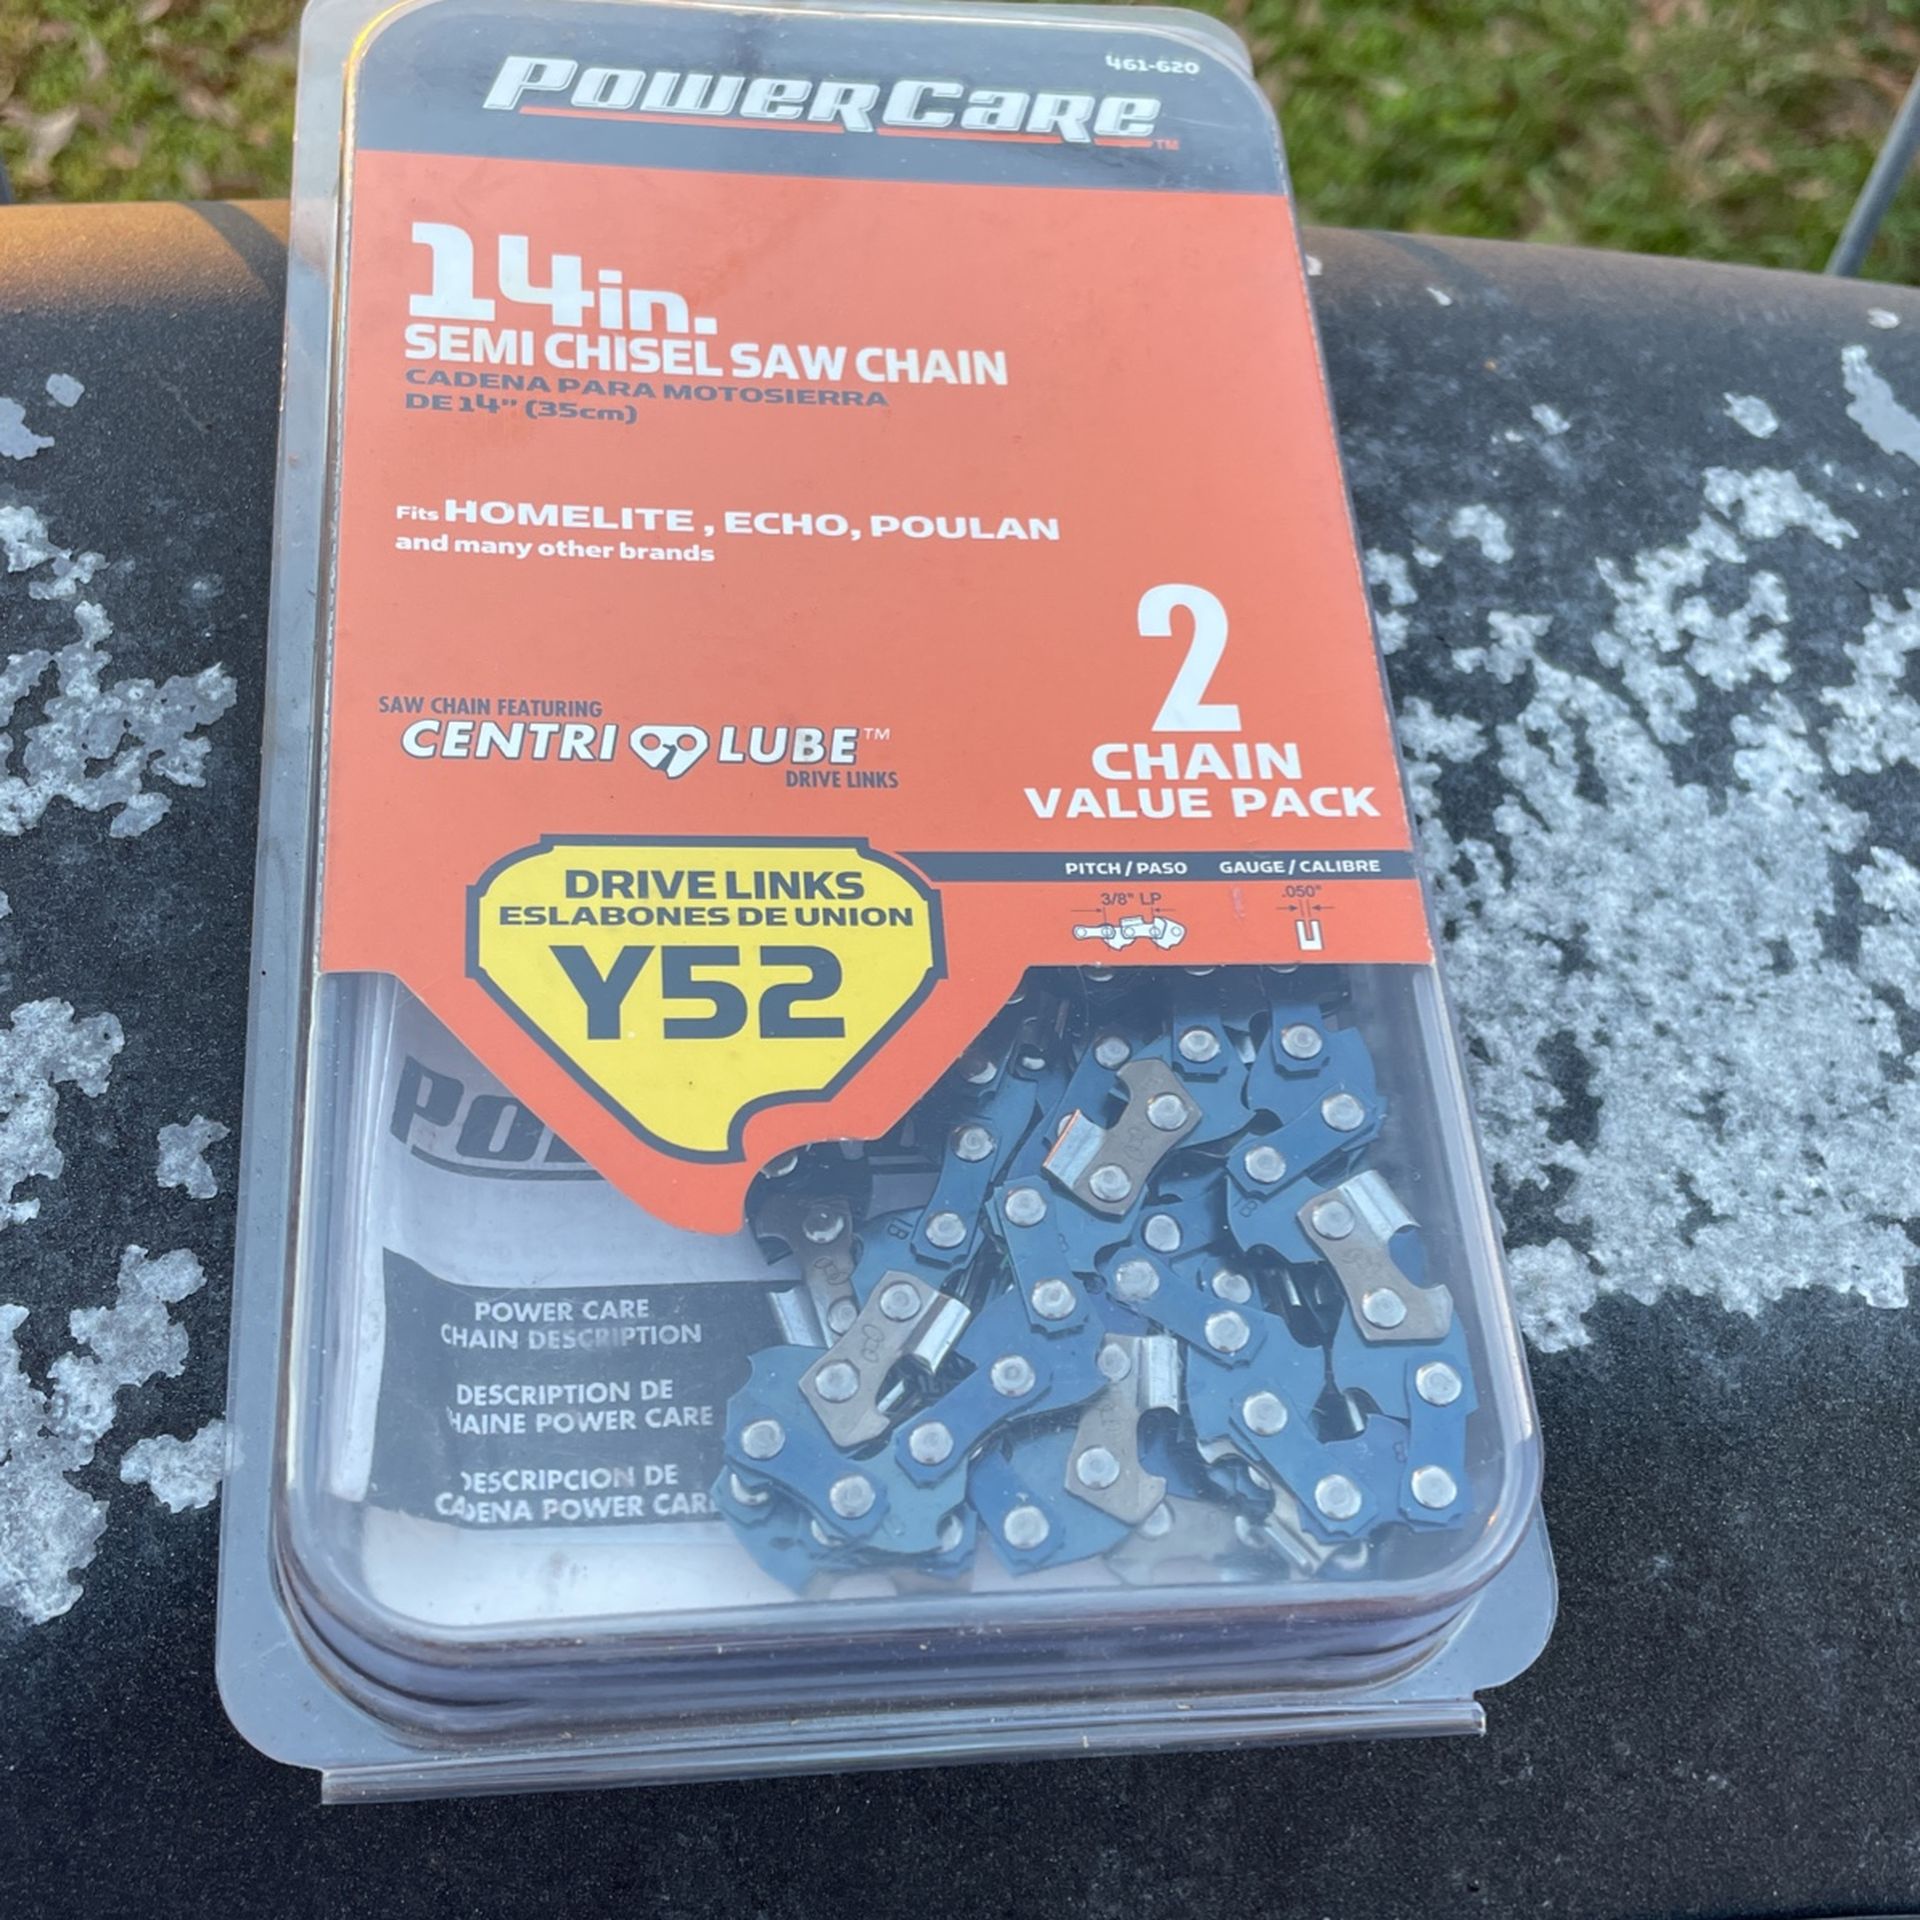 461-620
PowerCare™
14in.
SEMI CHISEL SAW CHAIN
CADENA PARA MOTOSIERRA
DE 14" (35cm)
Fits HOMELITE, ECHO, POULAN
and many other brands
2
CHAIN
VALUE PACK
SAW CHAIN FEATURING
CENTRI LUBE™
DRIVE LINKS
PITCH / PASO GAUGE / CALIBRE
3/8" LP .050"
DRIVE LINKS
ESLABONES DE UNION
Y52
POWER CARE
CHAIN DESCRIPTION
DESCRIPTION DE
HAINE POWER CARE
DESCRIPCION DE
CADENA POWER CAR